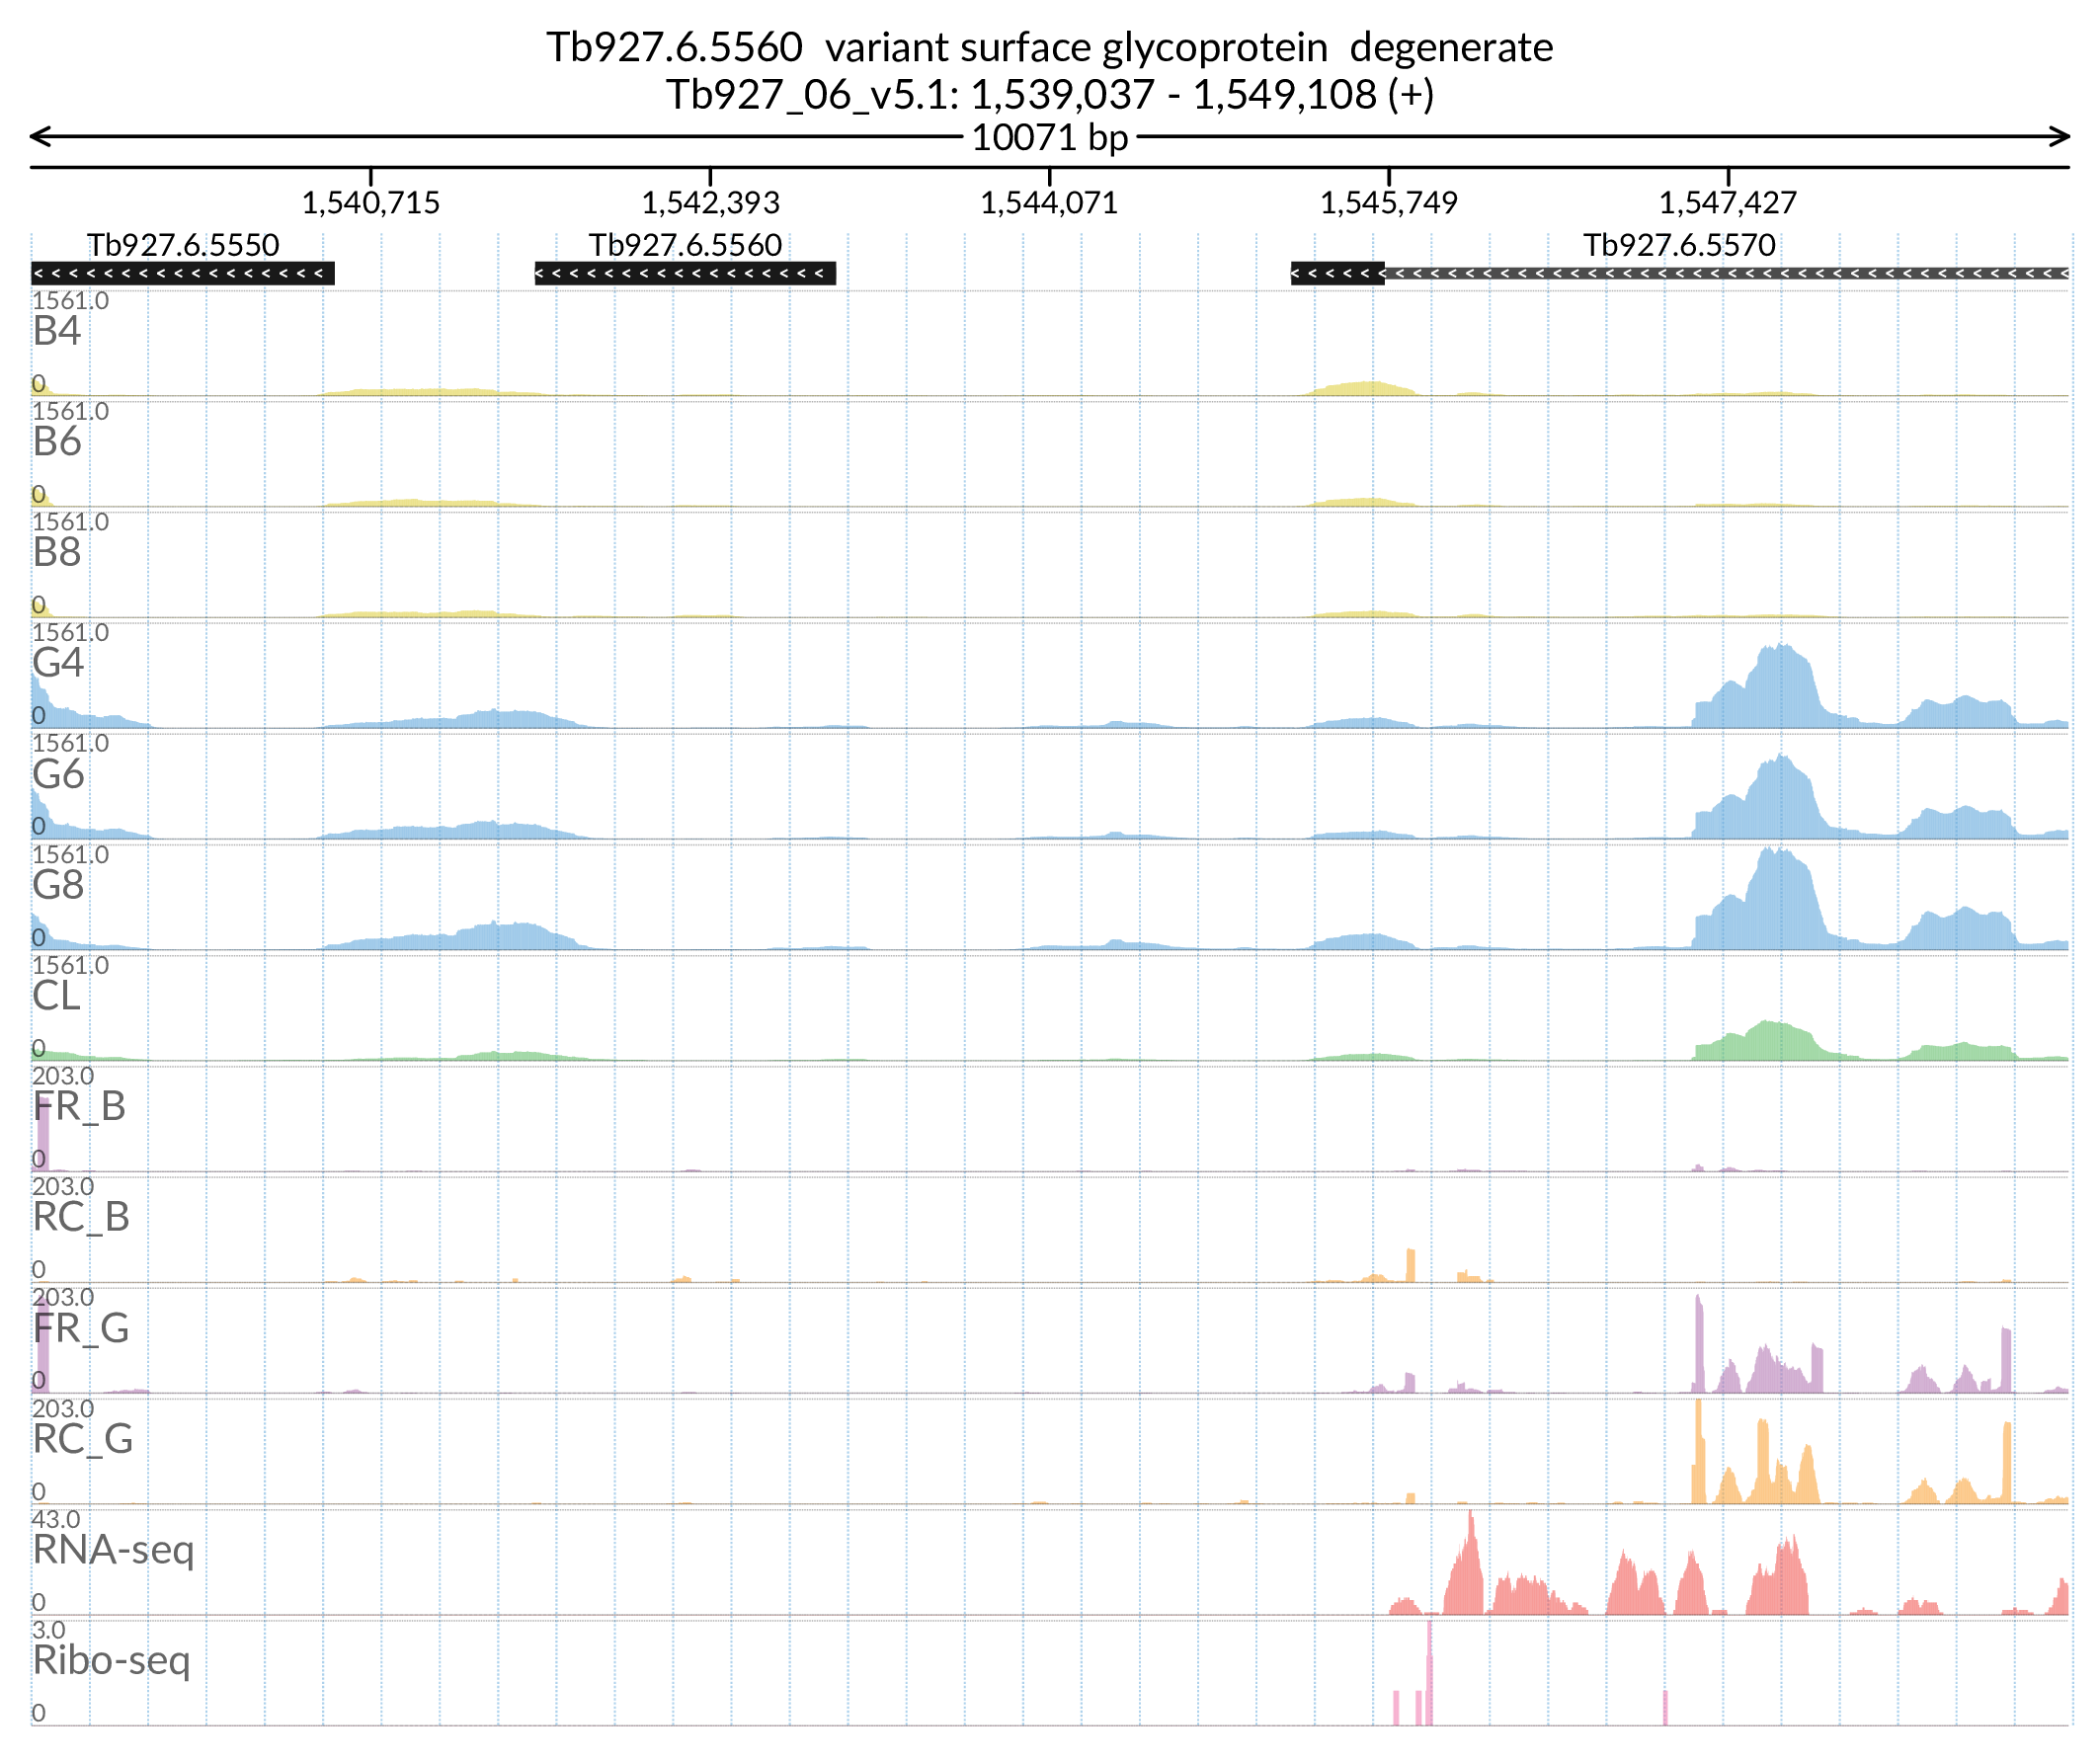 Tb927.6.5560  variant surface glycoprotein  degenerate
Tb927_06_v5.1: 1,539,037 - 1,549,108 (+)
10071 bp
1,540,715 1,542,393 1,544,071 1,545,749 1,547,427
Tb927.6.5550 Tb927.6.5560 Tb927.6.5570
1561.0
B4
0
1561.0
B6
0
1561.0
B8
0
1561.0
G4
0
1561.0
G6
0
1561.0
G8
0
1561.0
CL
0
203.0
FR_B
0
203.0
RC_B
0
203.0
FR_G
0
203.0
RC_G
0
43.0
RNA-seq
0
3.0
Ribo-seq
0